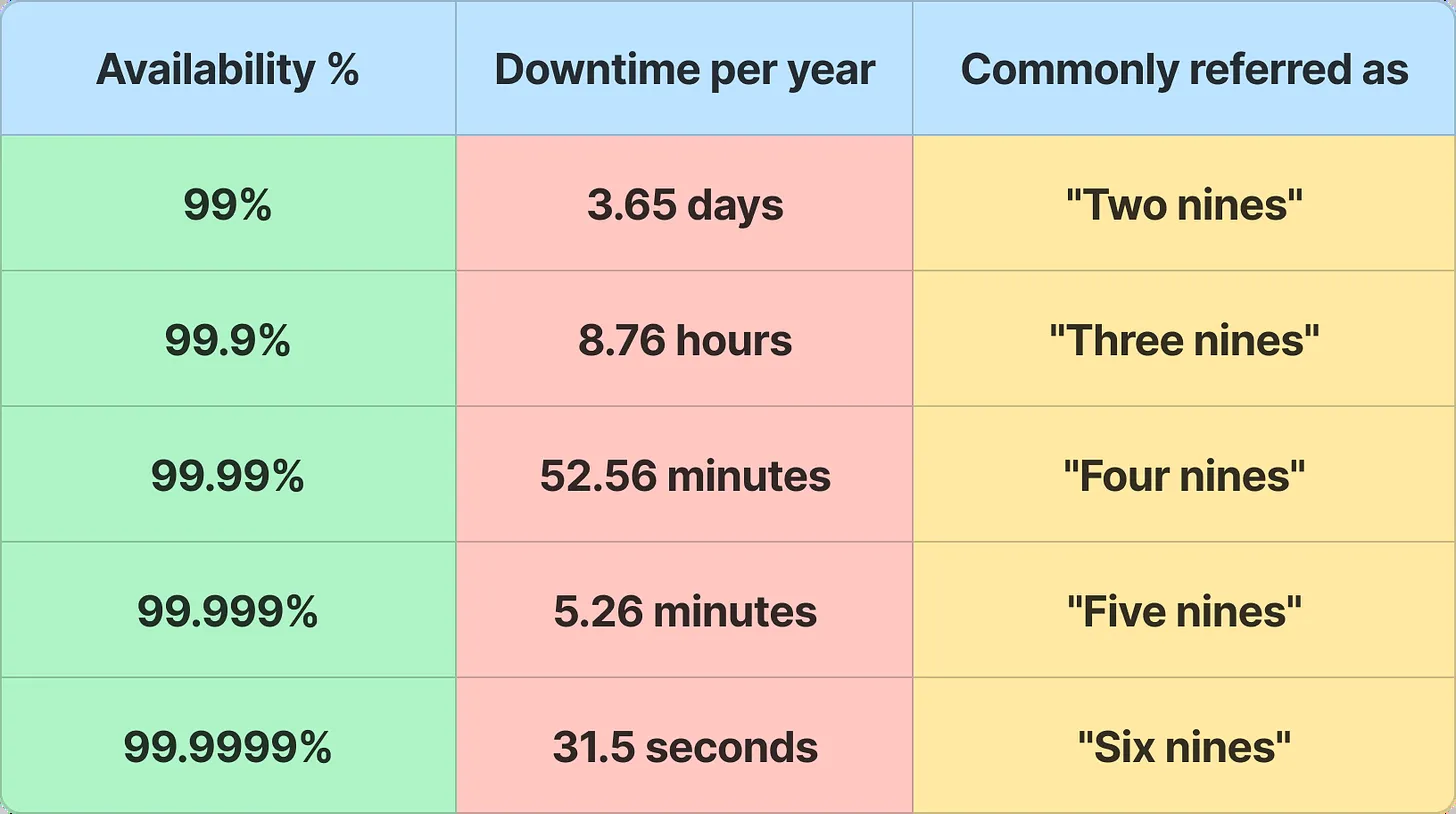 Availability % Downtime per year Commonly referred as
99% 3.65 days "Two nines"
99.9% 8.76 hours "Three nines"
99.99% 52.56 minutes "Four nines"
99.999% 5.26 minutes "Five nines"
99.9999% 31.5 seconds "Six nines"